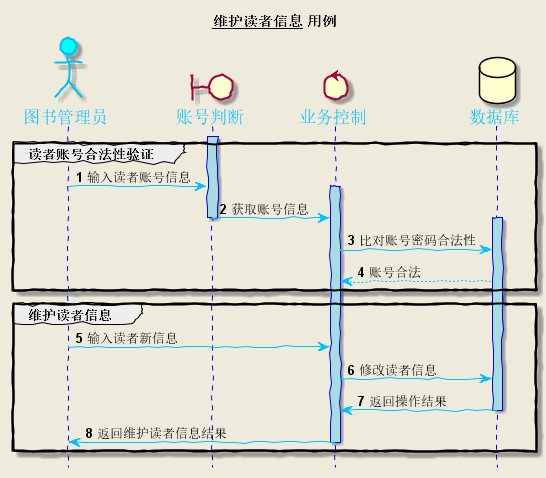 维护读者信息 用例
图书管理员 账号判断 业务控制 数据库
读者账号合法性验证
1 输入读者账号信息
2 获取账号信息
3 比对账号密码合法性
4 账号合法
维护读者信息
5 输入读者新信息
6 修改读者信息
7 返回操作结果
8 返回维护读者信息结果